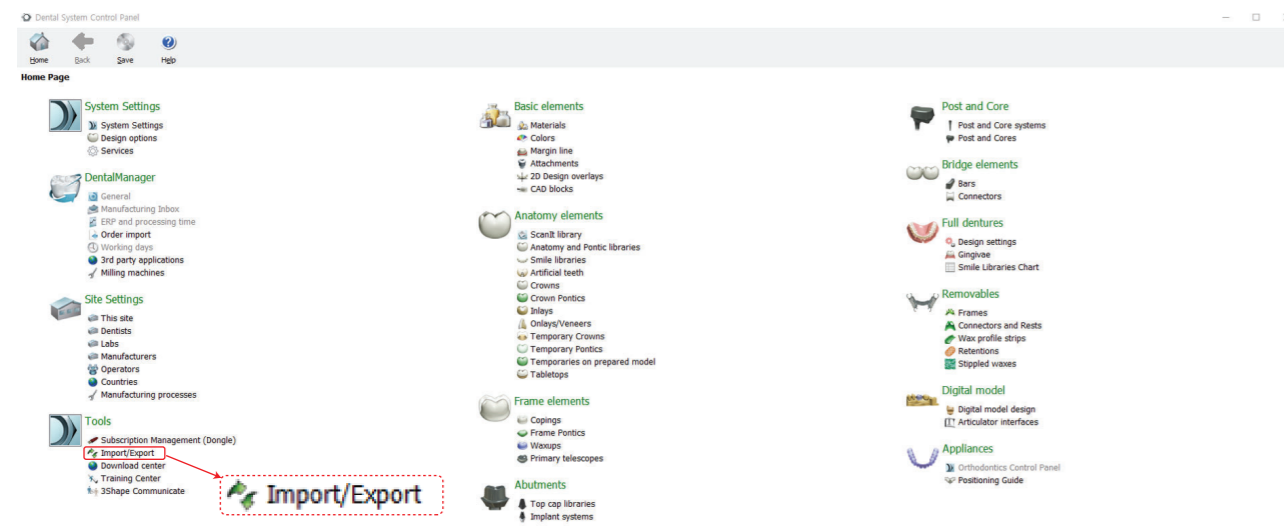 Dental System Control Panel
Home Back Save Help
Home Page
System Settings
System Settings
Design options
Services
DentalManager
General
Manufacturing Inbox
ERP and processing time
Order import
Working days
3rd party applications
Milling machines
Site Settings
This site
Dentists
Labs
Manufacturers
Operators
Countries
Manufacturing processes
Tools
Subscription Management (Dongle)
Import/Export
Download center
Training Center
3Shape Communicate
Import/Export
Basic elements
Materials
Colors
Margin line
Attachments
2D Design overlays
CAD blocks
Anatomy elements
ScanIt library
Anatomy and Pontic libraries
Smile libraries
Artificial teeth
Crowns
Crown Pontics
Inlays
Onlays/Veneers
Temporary Crowns
Temporary Pontics
Temporaries on prepared model
Tabletops
Frame elements
Copings
Frame Pontics
Waxups
Primary telescopes
Abutments
Top cap libraries
Implant systems
Post and Core
Post and Core systems
Post and Cores
Bridge elements
Bars
Connectors
Full dentures
Design settings
Gingivae
Smile Libraries Chart
Removables
Frames
Connectors and Rests
Wax profile strips
Retentions
Stippled waxes
Digital model
Digital model design
Articulator interfaces
Appliances
Orthodontics Control Panel
Positioning Guide